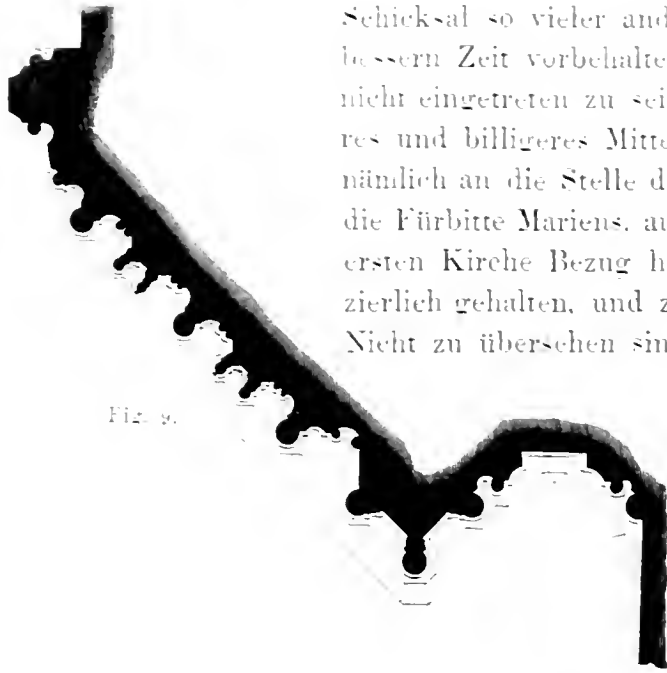 Schicksal so vieler and
bessern Zeit vorbehalte
nicht eingetreten zu sei
res und billigeres Mitte
nämlich an die Stelle d
die Fürbitte Mariens, au
ersten Kirche Bezug h
zierlich gehalten, und z
Nicht zu übersehen sin
Fig. 9.